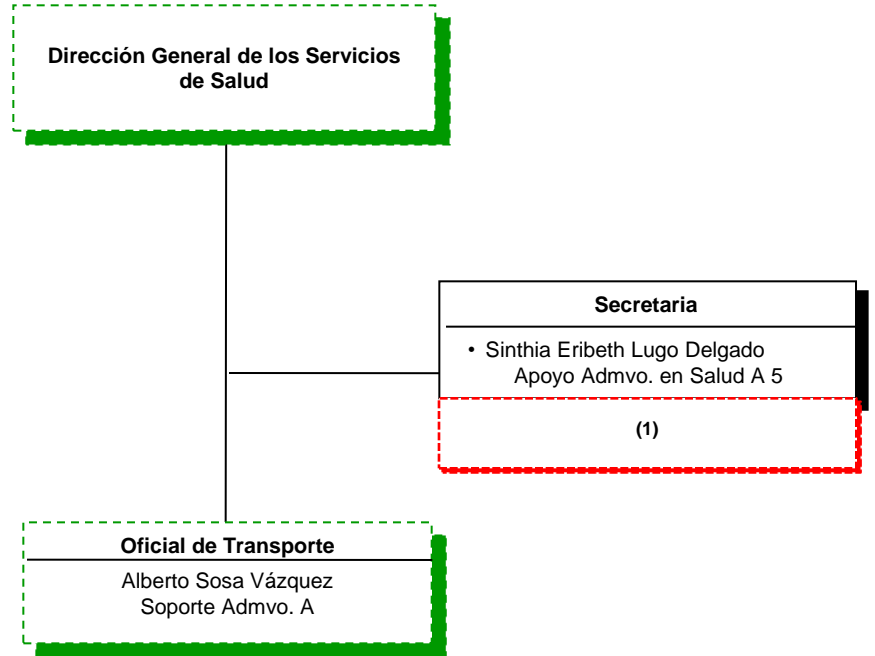 Dirección General de los Servicios
de Salud
Secretaria
• Sinthia Eribeth Lugo Delgado
Apoyo Admvo. en Salud A 5
(1)
Oficial de Transporte
Alberto Sosa Vázquez
Soporte Admvo. A